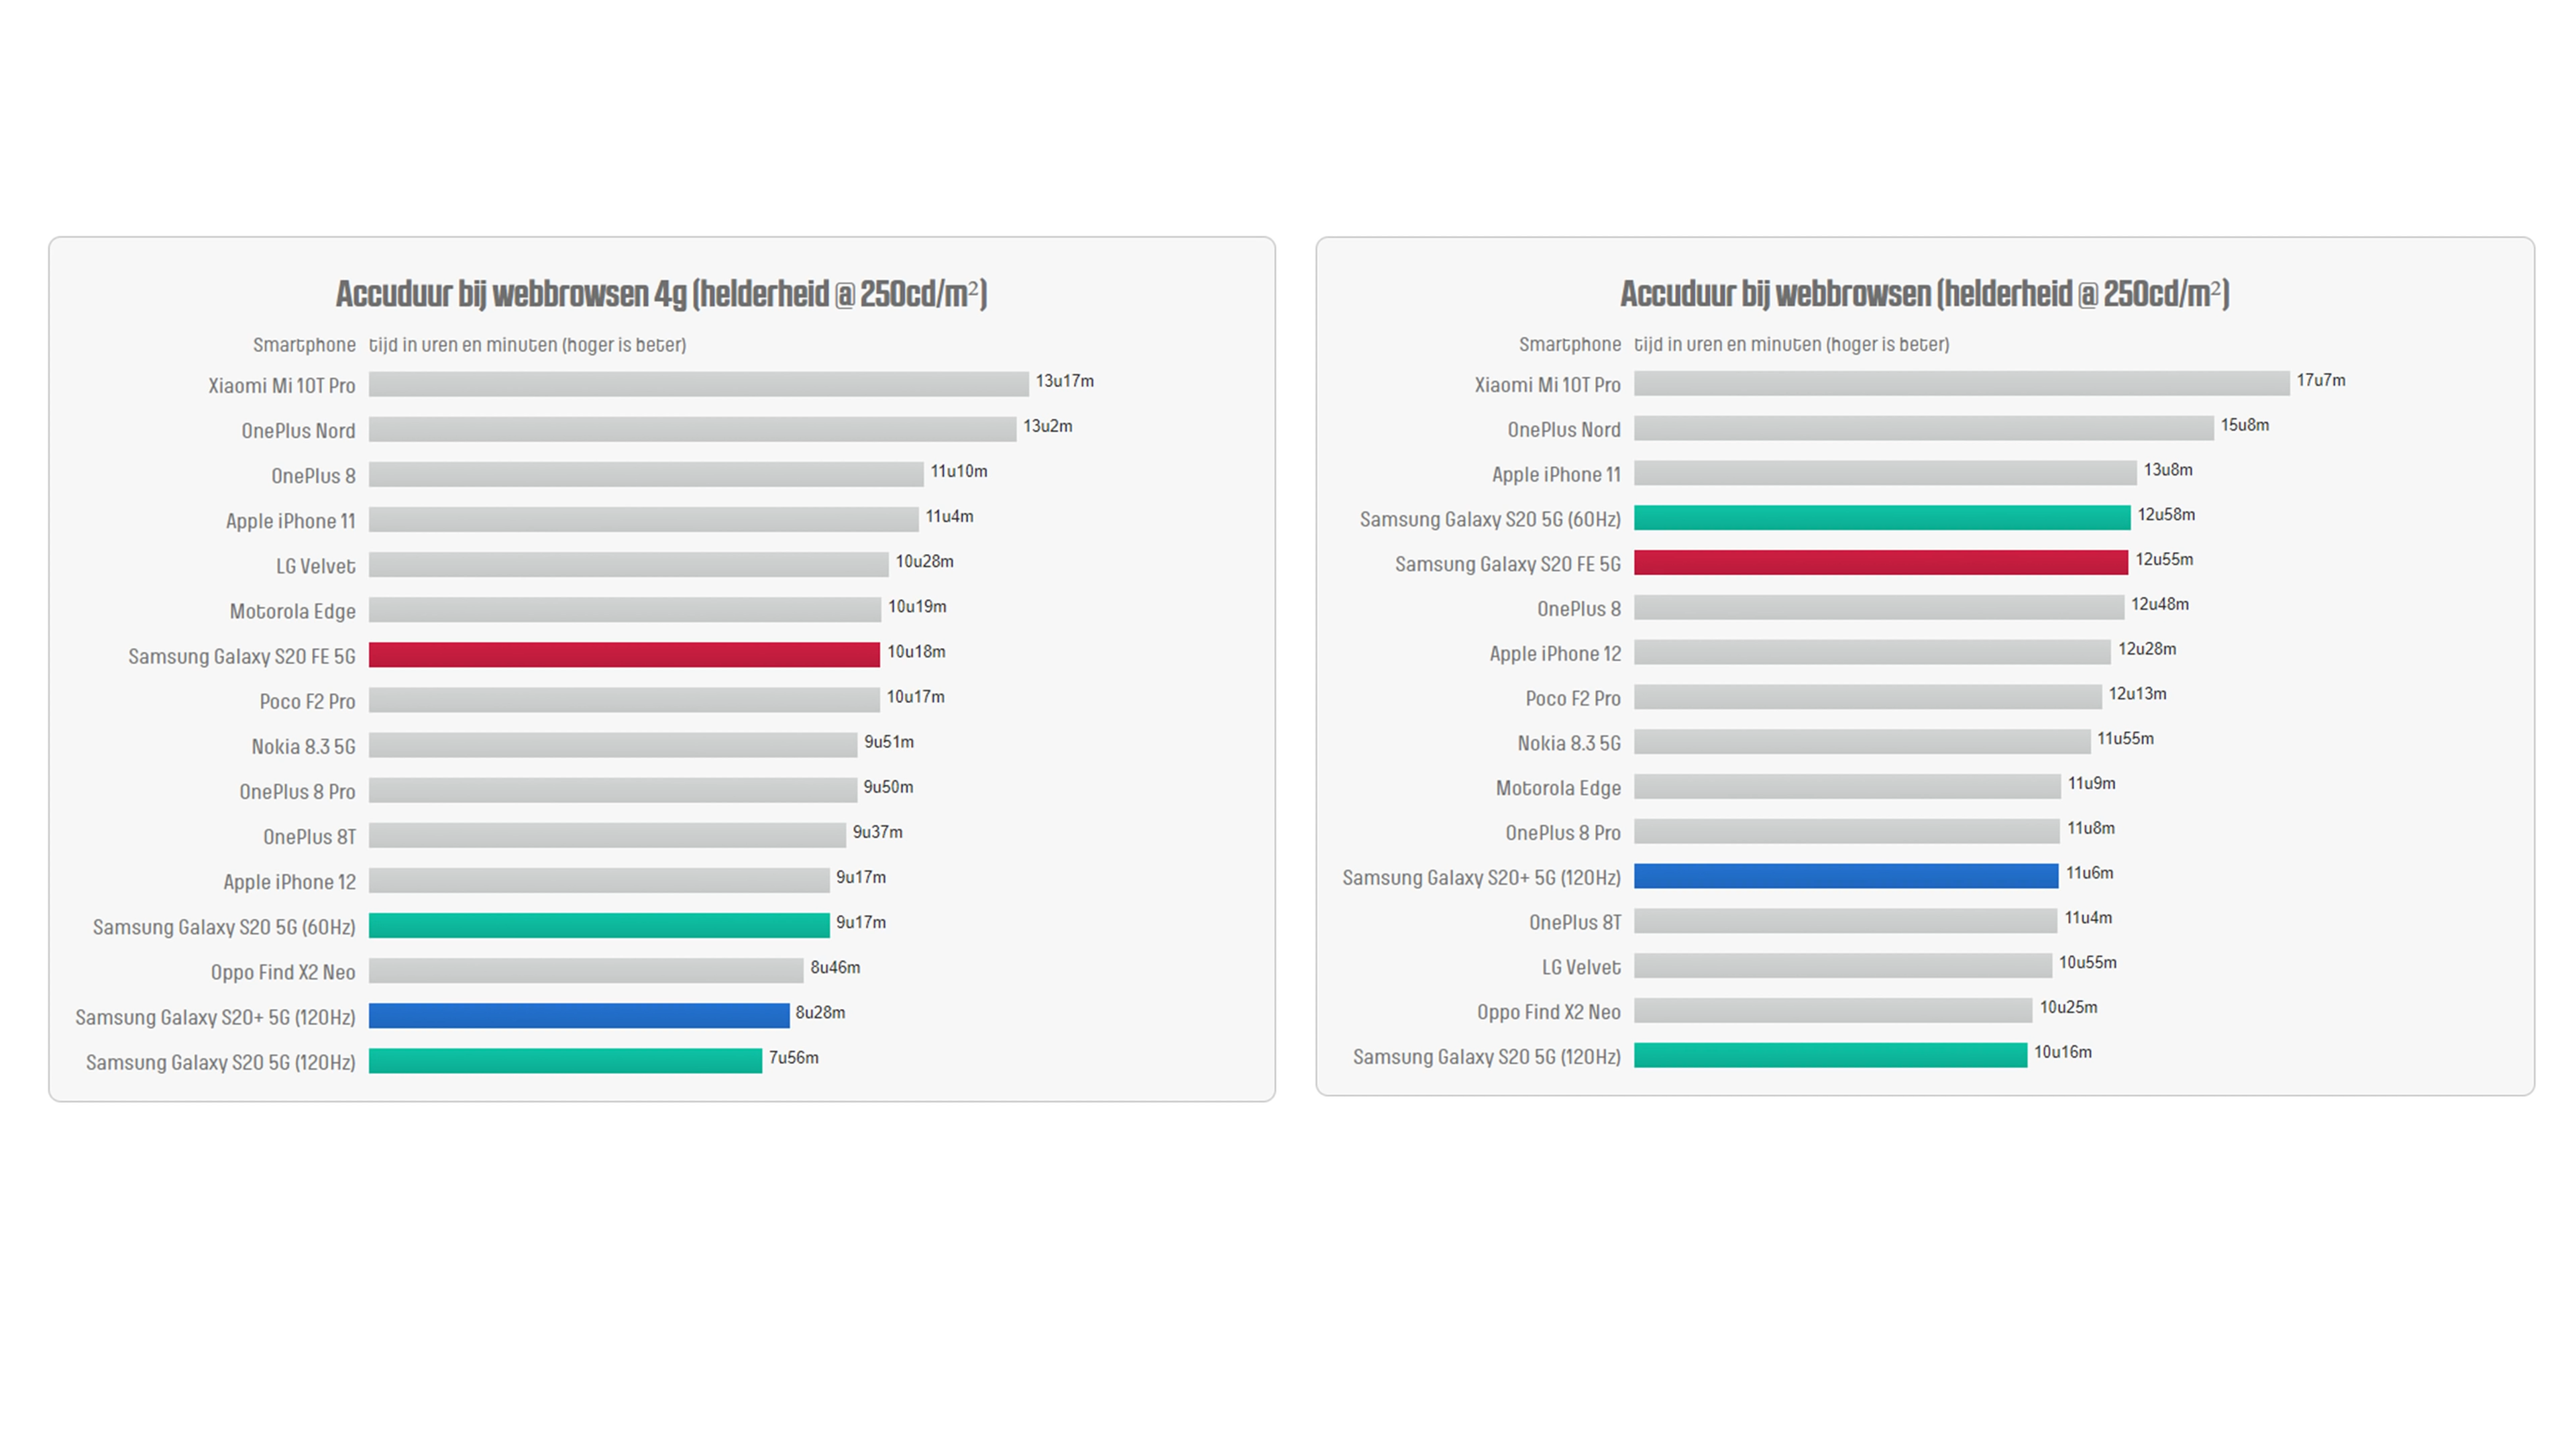 Accuduur bij webbrowsen 4g (helderheid @ 250cd/m²)
Smartphone tijd in uren en minuten (hoger is beter)
Xiaomi Mi 10T Pro 13u17m
OnePlus Nord 13u2m
OnePlus 8 11u10m
Apple iPhone 11 11u4m
LG Velvet 10u28m
Motorola Edge 10u19m
Samsung Galaxy S20 FE 5G 10u18m
Poco F2 Pro 10u17m
Nokia 8.3 5G 9u51m
OnePlus 8 Pro 9u50m
OnePlus 8T 9u37m
Apple iPhone 12 9u17m
Samsung Galaxy S20 5G (60Hz) 9u17m
Oppo Find X2 Neo 8u46m
Samsung Galaxy S20+ 5G (120Hz) 8u28m
Samsung Galaxy S20 5G (120Hz) 7u56m
Accuduur bij webbrowsen (helderheid @ 250cd/m²)
Smartphone tijd in uren en minuten (hoger is beter)
Xiaomi Mi 10T Pro 17u7m
OnePlus Nord 15u8m
Apple iPhone 11 13u8m
Samsung Galaxy S20 5G (60Hz) 12u58m
Samsung Galaxy S20 FE 5G 12u55m
OnePlus 8 12u48m
Apple iPhone 12 12u28m
Poco F2 Pro 12u13m
Nokia 8.3 5G 11u55m
Motorola Edge 11u9m
OnePlus 8 Pro 11u8m
Samsung Galaxy S20+ 5G (120Hz) 11u6m
OnePlus 8T 11u4m
LG Velvet 10u55m
Oppo Find X2 Neo 10u25m
Samsung Galaxy S20 5G (120Hz) 10u16m